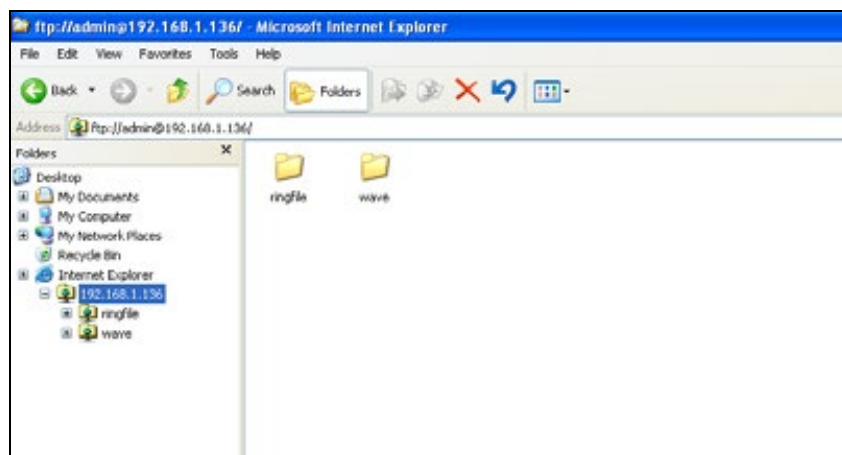 ftp://admin@192.168.1.136/ - Microsoft Internet Explorer
File Edit View Favorites Tools Help
Back Search Folders
Address ftp://admin@192.168.1.136/
Folders x
Desktop
My Documents
My Computer
My Network Places
Recycle Bin
Internet Explorer
192.168.1.136
ringfile
wave
ringfile wave